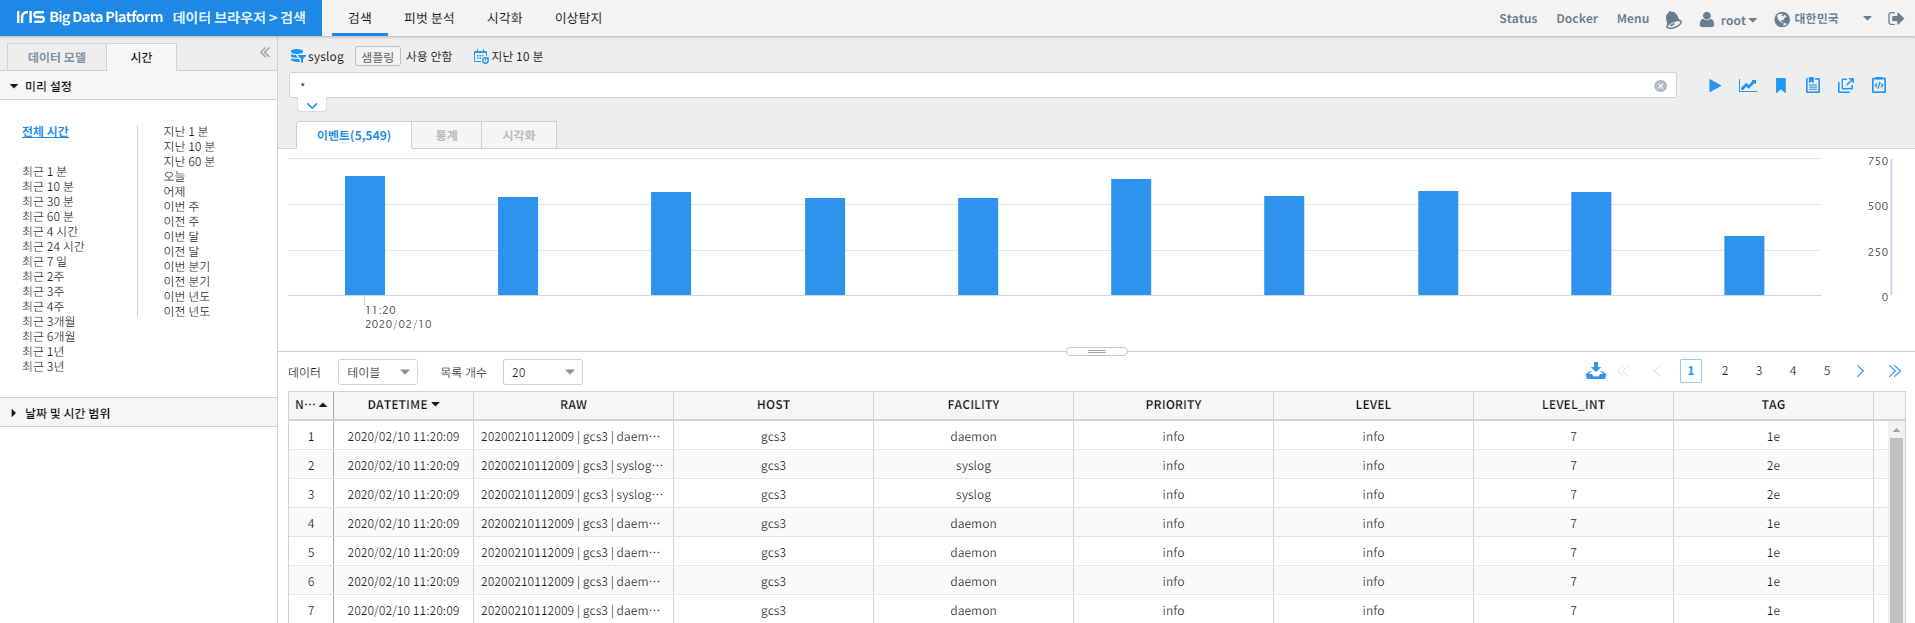 IRIS Big Data Platform 데이터 브라우저 > 검색
검색 피벗 분석 시각화 이상탐지
Status Docker Menu root 대한민국
데이터 모델 시간
미리 설정
전체 시간
최근 1 분
최근 10 분
최근 30 분
최근 60 분
최근 4 시간
최근 24 시간
최근 7 일
최근 2주
최근 3주
최근 4주
최근 3개월
최근 6개월
최근 1년
최근 3년
지난 1 분
지난 10 분
지난 60 분
오늘
어제
이번 주
이전 주
이번 달
이전 달
이번 분기
이전 분기
이번 년도
이전 년도
날짜 및 시간 범위
syslog 샘플링 사용 안함 지난 10 분
*
이벤트(5,549) 통계 시각화
750
500
250
0
11:20
2020/02/10
데이터 테이블 목록 개수 20
1 2 3 4 5
N··· DATETIME RAW HOST FACILITY PRIORITY LEVEL LEVEL_INT TAG
1 2020/02/10 11:20:09 20200210112009 | gcs3 | daem··· gcs3 daemon info info 7 1e
2 2020/02/10 11:20:09 20200210112009 | gcs3 | syslog··· gcs3 syslog info info 7 2e
3 2020/02/10 11:20:09 20200210112009 | gcs3 | syslog··· gcs3 syslog info info 7 2e
4 2020/02/10 11:20:09 20200210112009 | gcs3 | daem··· gcs3 daemon info info 7 1e
5 2020/02/10 11:20:09 20200210112009 | gcs3 | daem··· gcs3 daemon info info 7 1e
6 2020/02/10 11:20:09 20200210112009 | gcs3 | daem··· gcs3 daemon info info 7 1e
7 2020/02/10 11:20:09 20200210112009 | gcs3 | daem··· gcs3 daemon info info 7 1e